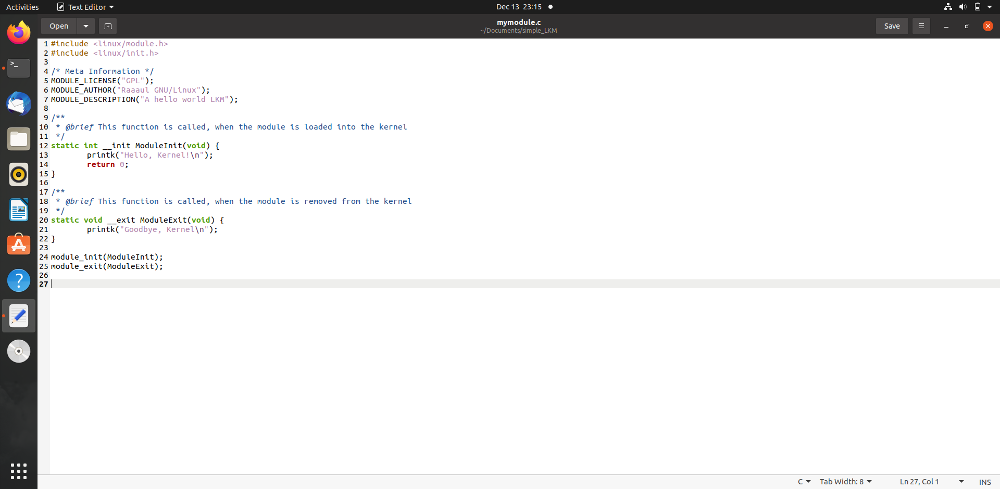 Activities Text Editor Dec 13 23:15
Open mymodule.c Save
~/Documents/simple_LKM
1 #include <linux/module.h>
2 #include <linux/init.h>
3
4 /* Meta Information */
5 MODULE_LICENSE("GPL");
6 MODULE_AUTHOR("Raaaul GNU/Linux");
7 MODULE_DESCRIPTION("A hello world LKM");
8
9 /**
10  * @brief This function is called, when the module is loaded into the kernel
11  */
12 static int __init ModuleInit(void) {
13         printk("Hello, Kernel!\n");
14         return 0;
15 }
16
17 /**
18  * @brief This function is called, when the module is removed from the kernel
19  */
20 static void __exit ModuleExit(void) {
21         printk("Goodbye, Kernel\n");
22 }
23
24 module_init(ModuleInit);
25 module_exit(ModuleExit);
26
27
C Tab Width: 8 Ln 27, Col 1 INS